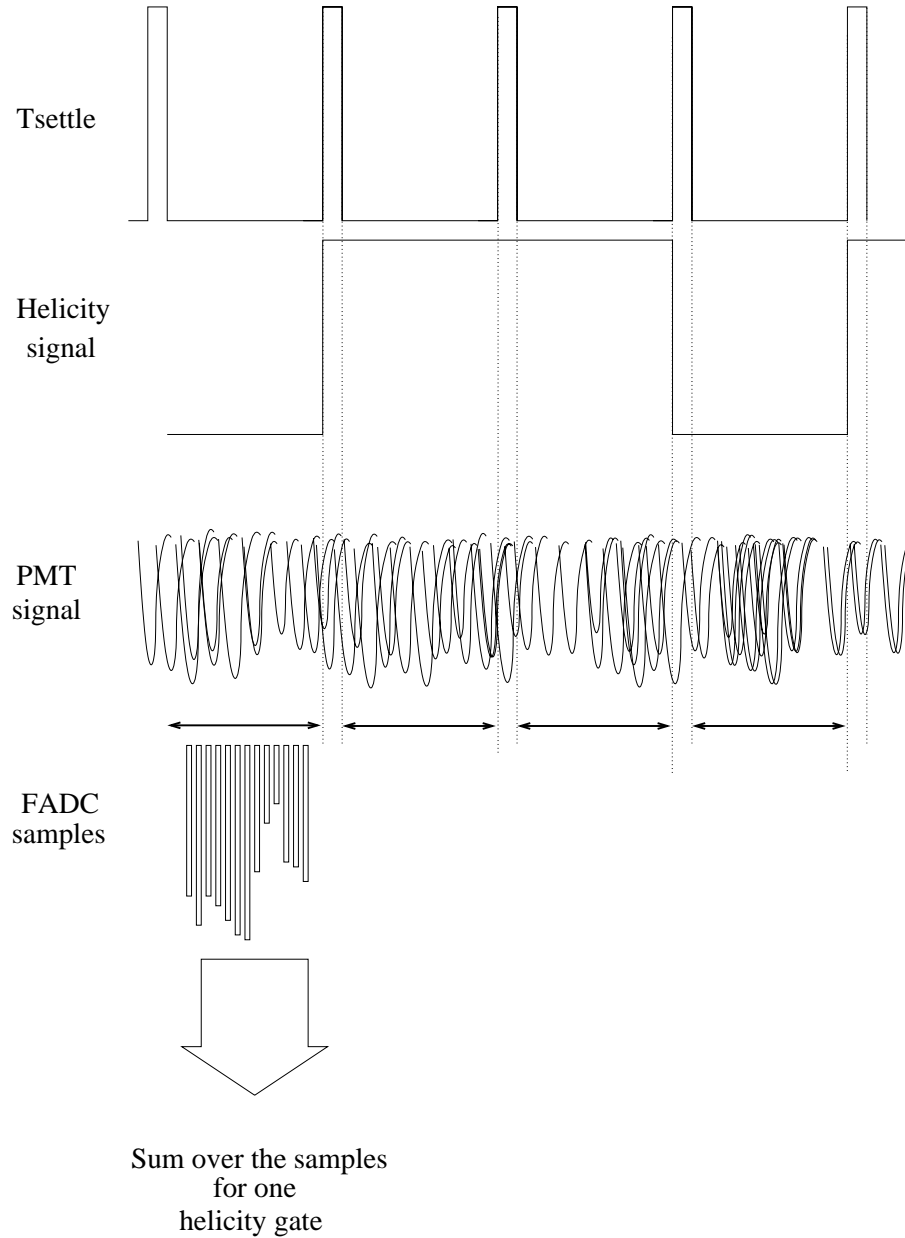 Tsettle
Helicity
signal
PMT
signal
FADC
samples
Sum over the samples
for one
helicity gate